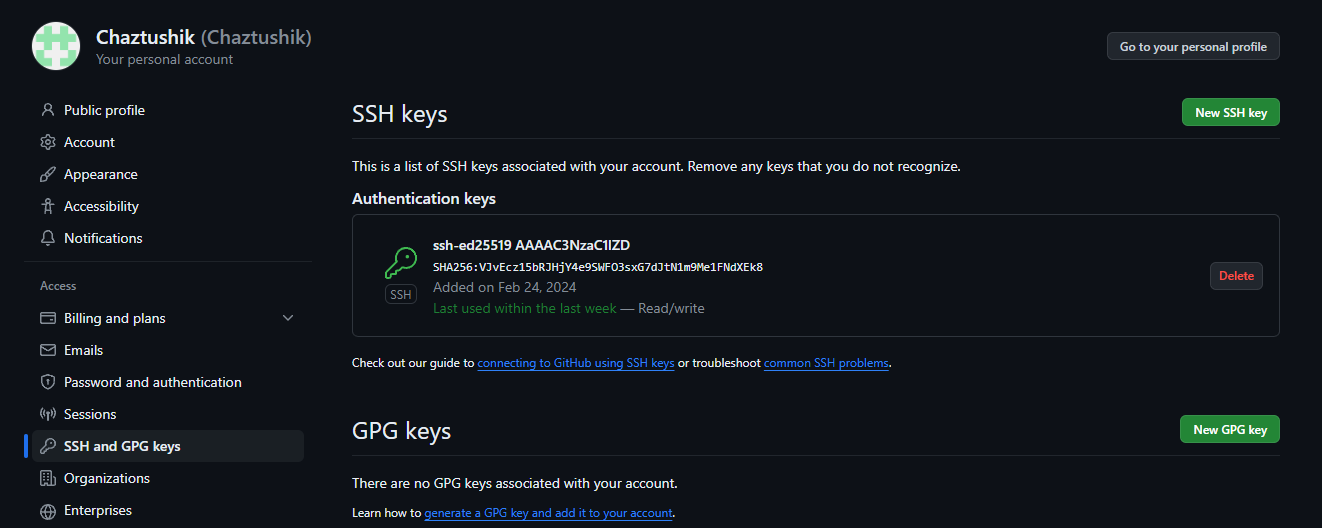 Chaztushik (Chaztushik)
Your personal account
Go to your personal profile
Public profile
Account
Appearance
Accessibility
Notifications
Access
Billing and plans
Emails
Password and authentication
Sessions
SSH and GPG keys
Organizations
Enterprises
SSH keys
New SSH key
This is a list of SSH keys associated with your account. Remove any keys that you do not recognize.
Authentication keys
ssh-ed25519 AAAAC3NzaC1lZD
SHA256:VJvEcz15bRJHjY4e9SWFO3sxG7dJtN1m9Me1FNdXEk8
Added on Feb 24, 2024
Last used within the last week — Read/write
SSH
Delete
Check out our guide to connecting to GitHub using SSH keys or troubleshoot common SSH problems.
GPG keys
New GPG key
There are no GPG keys associated with your account.
Learn how to generate a GPG key and add it to your account.